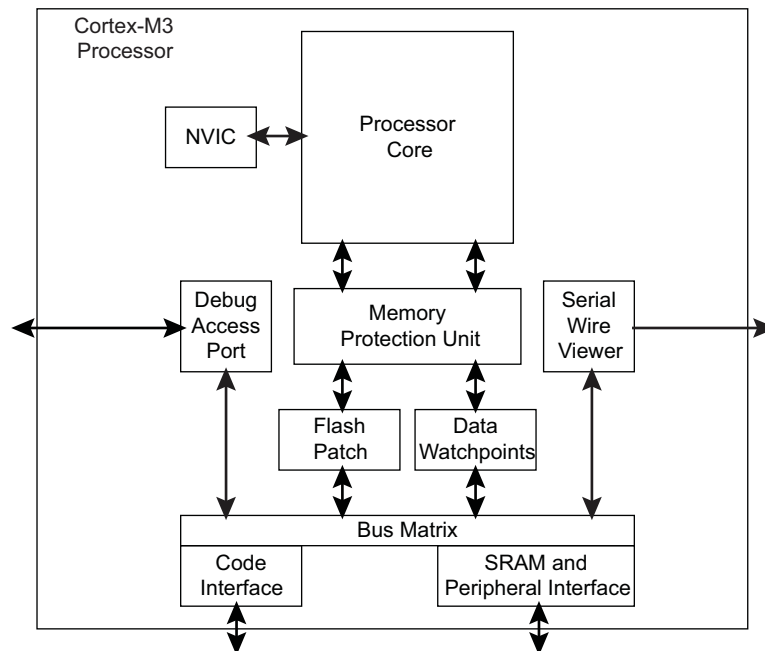 Cortex-M3
Processor
NVIC
Processor
Core
Debug
Access
Port
Memory
Protection Unit
Serial
Wire
Viewer
Flash
Patch
Data
Watchpoints
Bus Matrix
Code
Interface
SRAM and
Peripheral Interface